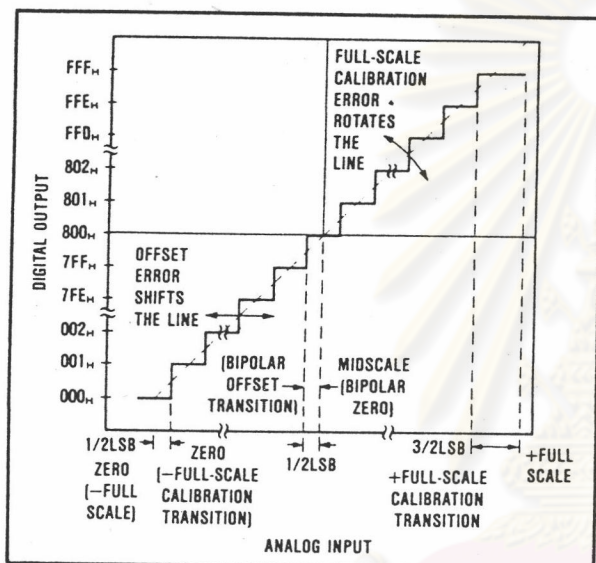 FULL-SCALE
CALIBRATION
ERROR
ROTATES
THE
LINE
DIGITAL OUTPUT
FFFH
FFEH
FFDH
802H
801H
800H
7FFH
7FEH
002H
001H
000H
OFFSET
ERROR
SHIFTS
THE LINE
(BIPOLAR
OFFSET
TRANSITION)
MIDSCALE
(BIPOLAR
ZERO)
1/2LSB
ZERO
(–FULL
SCALE)
ZERO
(–FULL-SCALE
CALIBRATION
TRANSITION)
1/2LSB
3/2LSB
+FULL-SCALE
CALIBRATION
TRANSITION
+FULL
SCALE
ANALOG INPUT